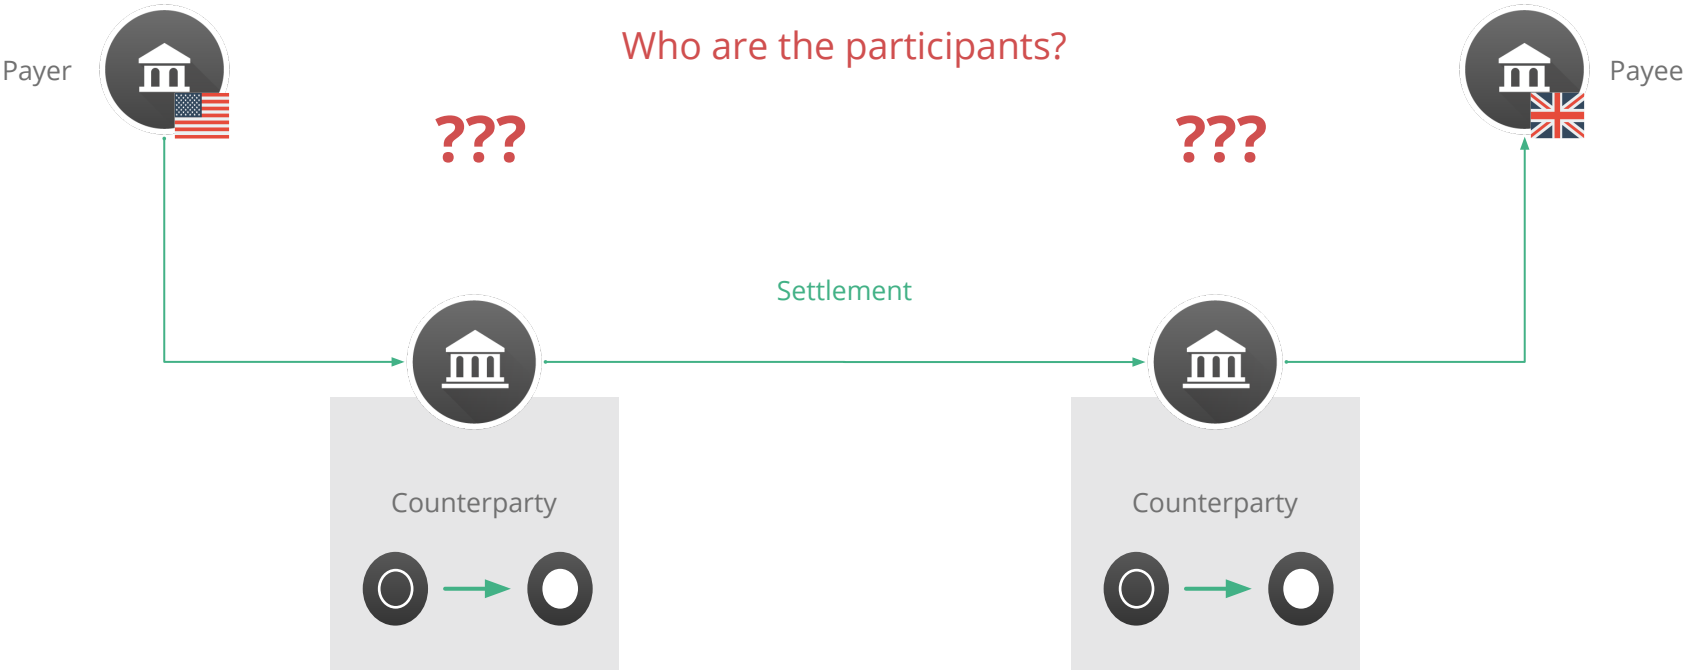 Who are the participants?
Payer
Payee
???
???
Settlement
Counterparty
Counterparty